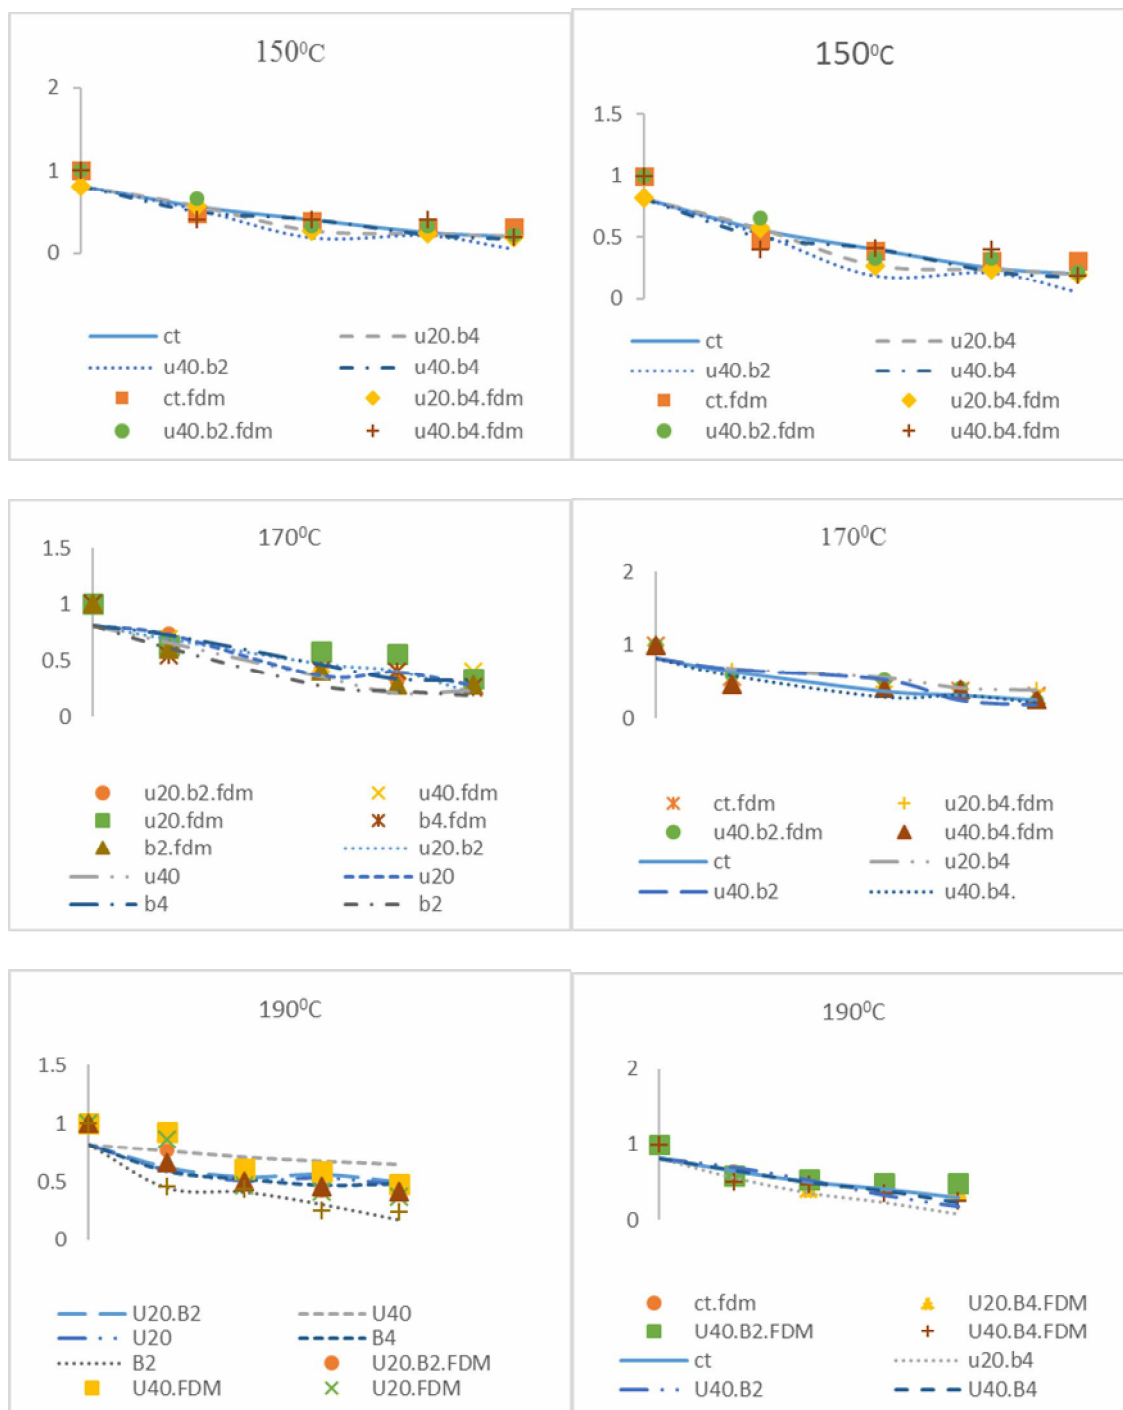 150⁰C
2
1
0
ct u20.b4
u40.b2 u40.b4
ct.fdm u20.b4.fdm
u40.b2.fdm u40.b4.fdm
150⁰C
1.5
1
0.5
0
ct u20.b4
u40.b2 u40.b4
ct.fdm u20.b4.fdm
u40.b2.fdm u40.b4.fdm
170⁰C
1.5
1
0.5
0
u20.b2.fdm u40.fdm
u20.fdm b4.fdm
b2.fdm u20.b2
u40 u20
b4 b2
170⁰C
2
1
0
ct.fdm u20.b4.fdm
u40.b2.fdm u40.b4.fdm
ct u20.b4
u40.b2 u40.b4.
190⁰C
1.5
1
0.5
0
U20.B2 U40
U20 B4
B2 U20.B2.FDM
U40.FDM U20.FDM
190⁰C
2
1
0
ct.fdm U20.B4.FDM
U40.B2.FDM U40.B4.FDM
ct u20.b4
U40.B2 U40.B4